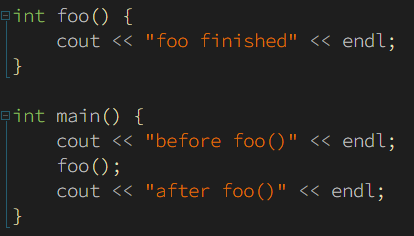 int foo() {
    cout << "foo finished" << endl;
}

int main() {
    cout << "before foo()" << endl;
    foo();
    cout << "after foo()" << endl;
}